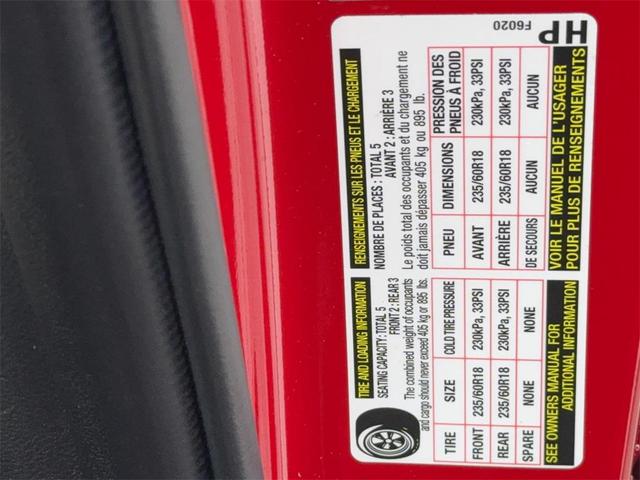 TIRE AND LOADING INFORMATION
SEATING CAPACITY: TOTAL 5
FRONT 2 : REAR 3
The combined weight of occupants
and cargo should never exceed 405 kg or 895 lbs.
TIRE SIZE COLD TIRE PRESSURE
FRONT 235/60R18 230kPa, 33PSI
REAR 235/60R18 230kPa, 33PSI
SPARE NONE NONE
SEE OWNERS MANUAL FOR
ADDITIONAL INFORMATION
RENSEIGNEMENTS SUR LES PNEUS ET LE CHARGEMENT
NOMBRE DE PLACES : TOTAL 5
AVANT 2 : ARRIÈRE 3
Le poids total des occupants et du chargement ne
doit jamais dépasser 405 kg ou 895 lb.
PNEU DIMENSIONS PRESSION DES
PNEUS À FROID
AVANT 235/60R18 230kPa, 33PSI
ARRIÈRE 235/60R18 230kPa, 33PSI
DE SECOURS AUCUN AUCUN
VOIR LE MANUEL DE L'USAGER
POUR PLUS DE RENSEIGNEMENTS
F6020
HP